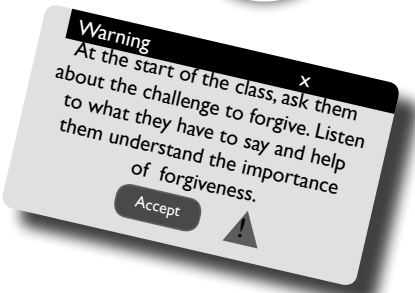 Warning
x
At the start of the class, ask them
about the challenge to forgive. Listen
to what they have to say and help
them understand the importance
of forgiveness.
Accept
!